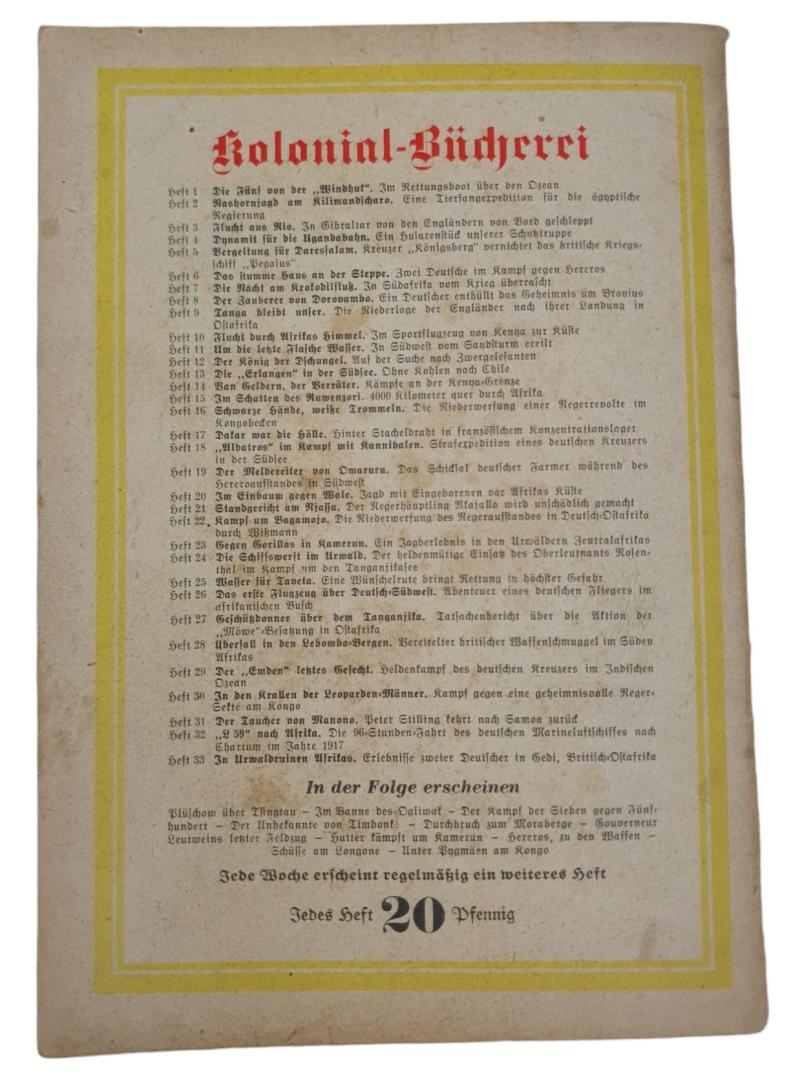 Kolonial-Bücherei
Heft 1 Die Fünf von der „Windhuk“. Im Rettungsboot über den Ozean
Heft 2 Nashornjagd am Kilimandscharo. Eine Tierfangexpedition für die ägyptische
Regierung
Heft 3 Flucht aus Rio. In Gibraltar von den Engländern von Bord geschleppt
Heft 4 Dynamit für die Ugandabahn. Ein Husarenstück unserer Schutztruppe
Heft 5 Vergeltung für Daressalam. Kreuzer „Königsberg“ vernichtet das britische Kriegs-
schiff „Pegasus“.
Heft 6 Das stumme Haus an der Steppe. Zwei Deutsche im Kampf gegen Hereros
Heft 7 Die Nacht am Krokodilfluß. In Südafrika vom Krieg überrascht
Heft 8 Der Zauberer von Dorovambo. Ein Deutscher enthüllt das Geheimnis um Vrovius
Heft 9 Tanga bleibt unser. Die Niederlage der Engländer nach ihrer Landung in
Ostafrika
Heft 10 Flucht durch Afrikas Himmel. Im Sportflugzeug von Kenya zur Küste
Heft 11 Um die letzte Flasche Wasser. In Südwest vom Sandsturm ereilt
Heft 12 Der König der Dschungel. Auf der Suche nach Zwergelefanten
Heft 13 Die „Erlangen“ in der Südsee. Ohne Kohlen nach Chile
Heft 14 Van Geldern, der Verräter. Kämpfe an der Kenya-Grenze
Heft 15 Im Schatten des Ruwenzori. 4000 Kilometer quer durch Afrika
Heft 16 Schwarze Hände, weiße Trommeln. Die Niederwerfung einer Negerrevolte im
Kongobecken
Heft 17 Dakar war die Hölle. Hinter Stacheldraht in französischem Konzentrationslager
Heft 18 „Albatros“ im Kampf mit Kannibalen. Strafexpedition eines deutschen Kreuzers
in der Südsee
Heft 19 Der Meldereiter von Omaruru. Das Schicksal deutscher Farmer während des
Hereroaufstandes in Südwest
Heft 20 Im Einbaum gegen Wale. Jagd mit Eingeborenen vor Afrikas Küste
Heft 21 Standgericht am Njassa. Der Negerhäuptling Mkajalla wird unschädlich gemacht
Heft 22 Kampf um Bagamojo. Die Niederwerfung des Negeraufstandes in Deutsch-Ostafrika
durch Wißmann
Heft 23 Gegen Gorillas in Kamerun. Ein Jagderlebnis in den Urwäldern Zentralafrikas
Heft 24 Die Schiffswerft im Urwald. Der heldenmütige Einsatz des Oberleutnants Rosen-
thal im Kampf um den Tanganjikasee
Heft 25 Wasser für Taveta. Eine Wünschelrute bringt Rettung in höchster Gefahr
Heft 26 Das erste Flugzeug über Deutsch-Südwest. Abenteuer eines deutschen Fliegers im
afrikanischen Busch
Heft 27 Geschützdonner über dem Tanganjika. Tatsachenbericht über die Aktion der
„Möwe“-Besatzung in Ostafrika
Heft 28 Überfall in den Lebombo-Bergen. Vereitelter britischer Waffenschmuggel im Süden
Afrikas
Heft 29 Der „Emden“ letztes Gefecht. Heldenkampf des deutschen Kreuzers im Indischen
Ozean
Heft 30 In den Krallen der Leoparden-Männer. Kampf gegen eine geheimnisvolle Neger-
Sekte am Kongo
Heft 31 Der Taucher von Manono. Peter Stilling kehrt nach Samoa zurück
Heft 32 „L 59“ nach Afrika. Die 96-Stunden-Fahrt des deutschen Marineluftschiffes nach
Chartum im Jahre 1917
Heft 33 In Urwaldruinen Afrikas. Erlebnisse zweier Deutscher in Gedi, Britisch-Ostafrika
In der Folge erscheinen
Plüschow über Tsingtau – Im Banne des Ogliwak – Der Kampf der Sieben gegen Fünf-
hundert – Der Unbekannte von Timbonk – Durchbruch zum Moraberge – Gouverneur
Leutweins letzter Feldzug – Hutter kämpft um Kamerun – Hereros, zu den Waffen –
Schüsse am Longone – Unter Pygmäen am Kongo
Jede Woche erscheint regelmäßig ein weiteres Heft
Jedes Heft 20 Pfennig